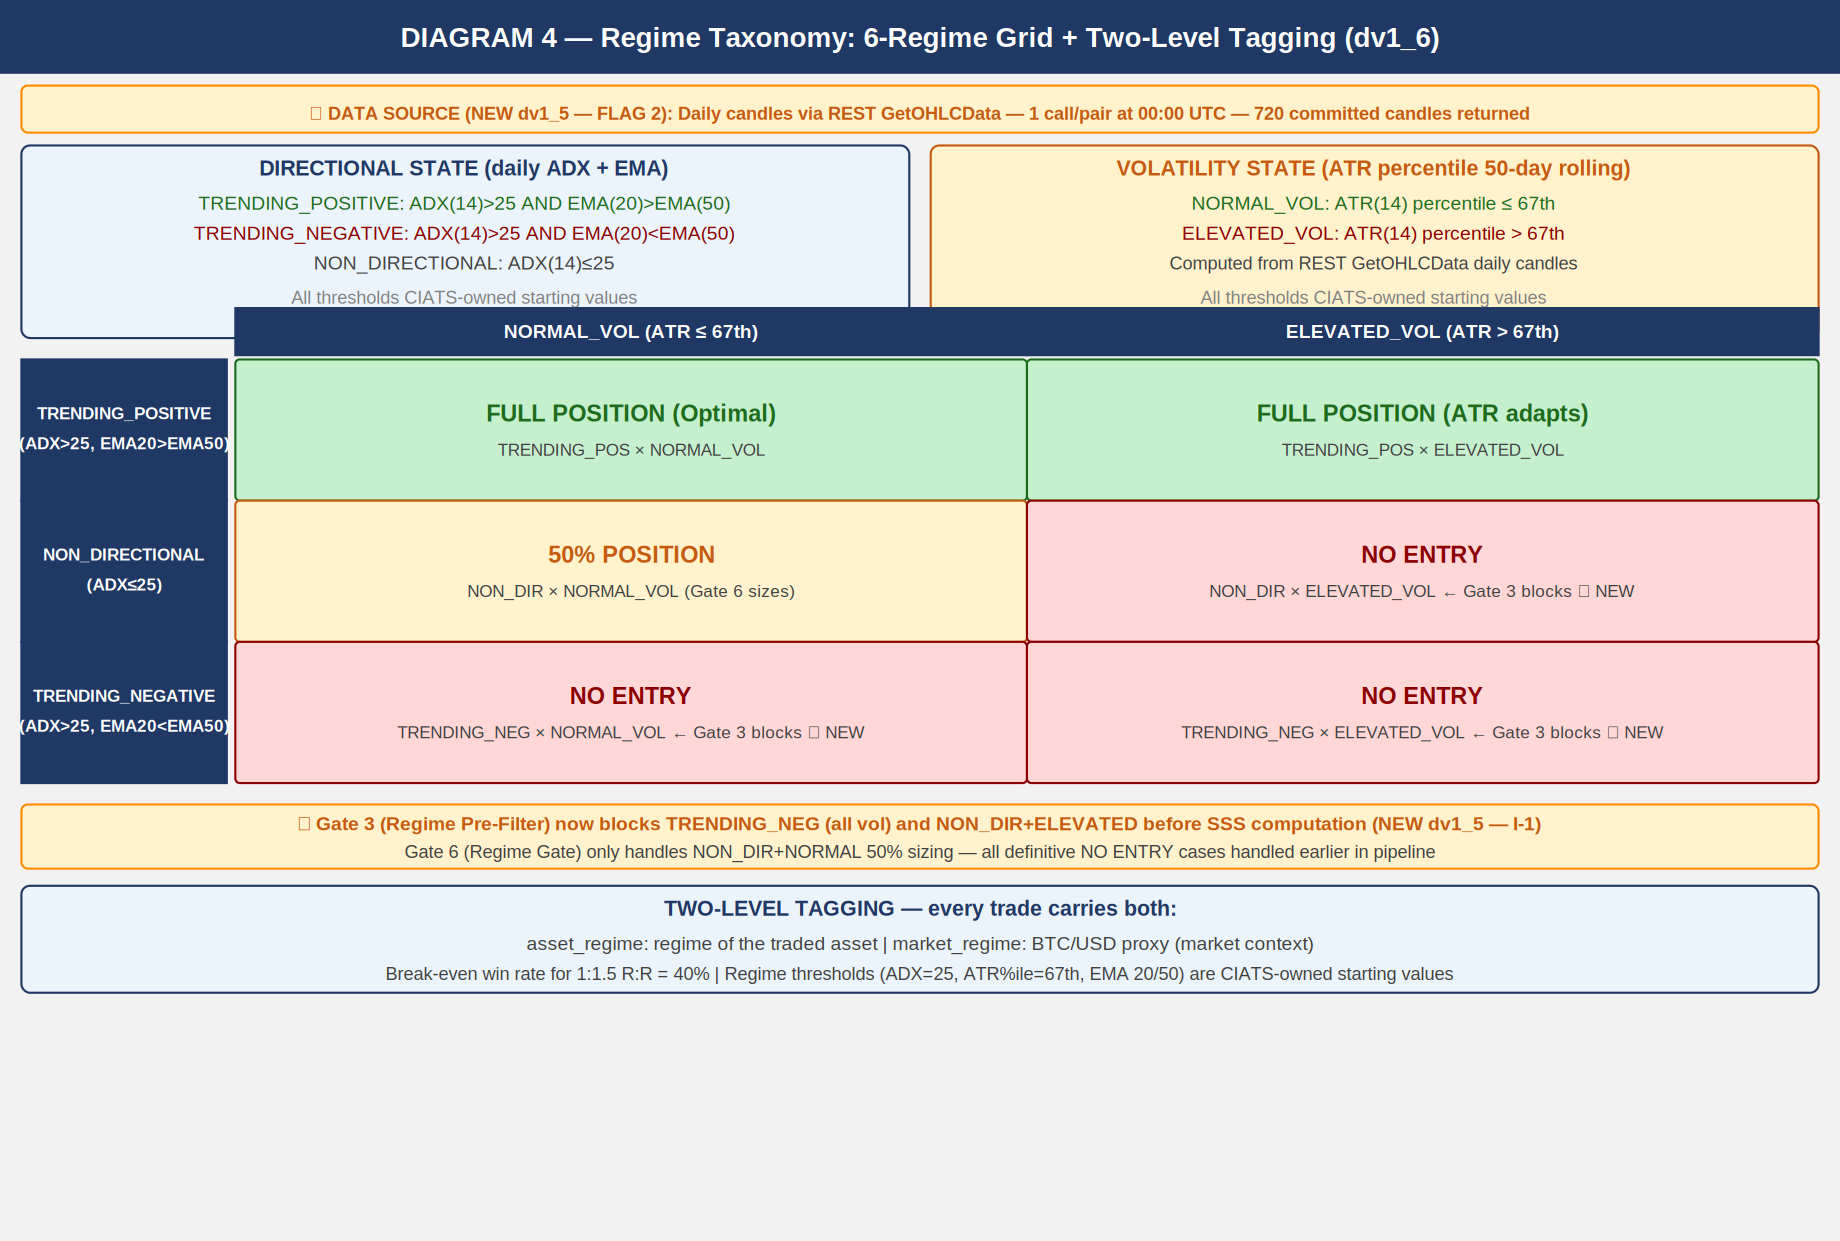 DIAGRAM 4 — Regime Taxonomy: 6-Regime Grid + Two-Level Tagging (dv1_6)
DATA SOURCE (NEW dv1_5 — FLAG 2): Daily candles via REST GetOHLCData — 1 call/pair at 00:00 UTC — 720 committed candles returned
DIRECTIONAL STATE (daily ADX + EMA)
TRENDING_POSITIVE: ADX(14)>25 AND EMA(20)>EMA(50)
TRENDING_NEGATIVE: ADX(14)>25 AND EMA(20)<EMA(50)
NON_DIRECTIONAL: ADX(14)≤25
All thresholds CIATS-owned starting values
VOLATILITY STATE (ATR percentile 50-day rolling)
NORMAL_VOL: ATR(14) percentile ≤ 67th
ELEVATED_VOL: ATR(14) percentile > 67th
Computed from REST GetOHLCData daily candles
All thresholds CIATS-owned starting values
NORMAL_VOL (ATR ≤ 67th)
ELEVATED_VOL (ATR > 67th)
TRENDING_POSITIVE
(ADX>25, EMA20>EMA50)
FULL POSITION (Optimal)
TRENDING_POS × NORMAL_VOL
FULL POSITION (ATR adapts)
TRENDING_POS × ELEVATED_VOL
NON_DIRECTIONAL
(ADX≤25)
50% POSITION
NON_DIR × NORMAL_VOL (Gate 6 sizes)
NO ENTRY
NON_DIR × ELEVATED_VOL ← Gate 3 blocks NEW
TRENDING_NEGATIVE
(ADX>25, EMA20<EMA50)
NO ENTRY
TRENDING_NEG × NORMAL_VOL ← Gate 3 blocks NEW
NO ENTRY
TRENDING_NEG × ELEVATED_VOL ← Gate 3 blocks NEW
Gate 3 (Regime Pre-Filter) now blocks TRENDING_NEG (all vol) and NON_DIR+ELEVATED before SSS computation (NEW dv1_5 — I-1)
Gate 6 (Regime Gate) only handles NON_DIR+NORMAL 50% sizing — all definitive NO ENTRY cases handled earlier in pipeline
TWO-LEVEL TAGGING — every trade carries both:
asset_regime: regime of the traded asset | market_regime: BTC/USD proxy (market context)
Break-even win rate for 1:1.5 R:R = 40% | Regime thresholds (ADX=25, ATR%ile=67th, EMA 20/50) are CIATS-owned starting values